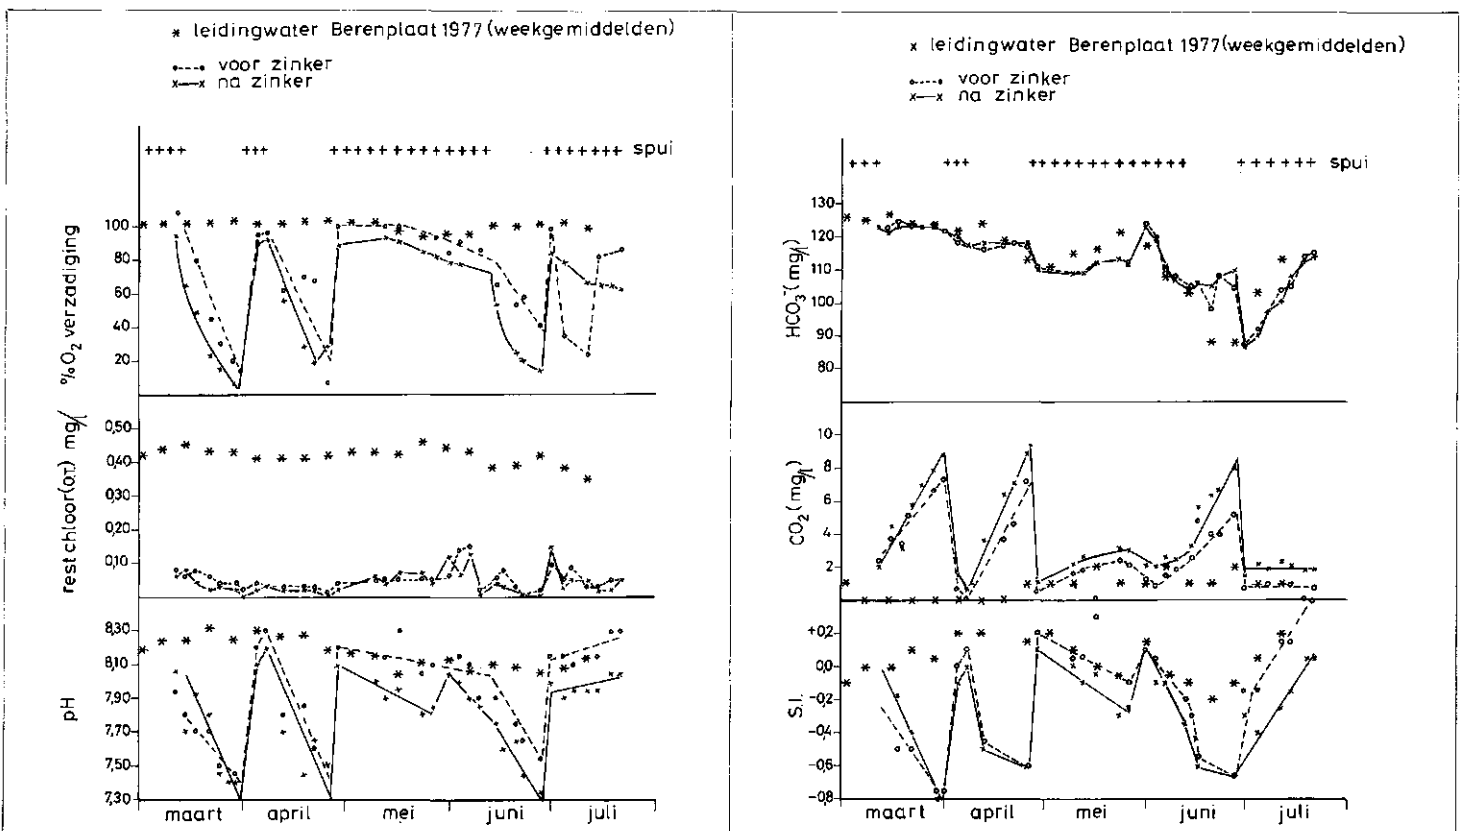 * leidingwater Berenplaat 1977 (weekgemiddelden)
voor zinker
na zinker
++++ +++ +++++++++++++ +++++++ spui
% O2 verzadiging
100
80
60
40
20
restchloor (o.t.) mg/l
0,50
0,40
0,30
0,20
0,10
pH
8,30
8,10
7,90
7,70
7,50
7,30
maart april mei juni juli
x leidingwater Berenplaat 1977 (weekgemiddelden)
voor zinker
na zinker
spui
HCO3- (mg/l)
130
120
110
100
90
80
CO2 (mg/l)
10
8
6
4
2
S.I.
+0,2
0,0
-0,2
-0,4
-0,6
-0,8
maart april mei juni juli